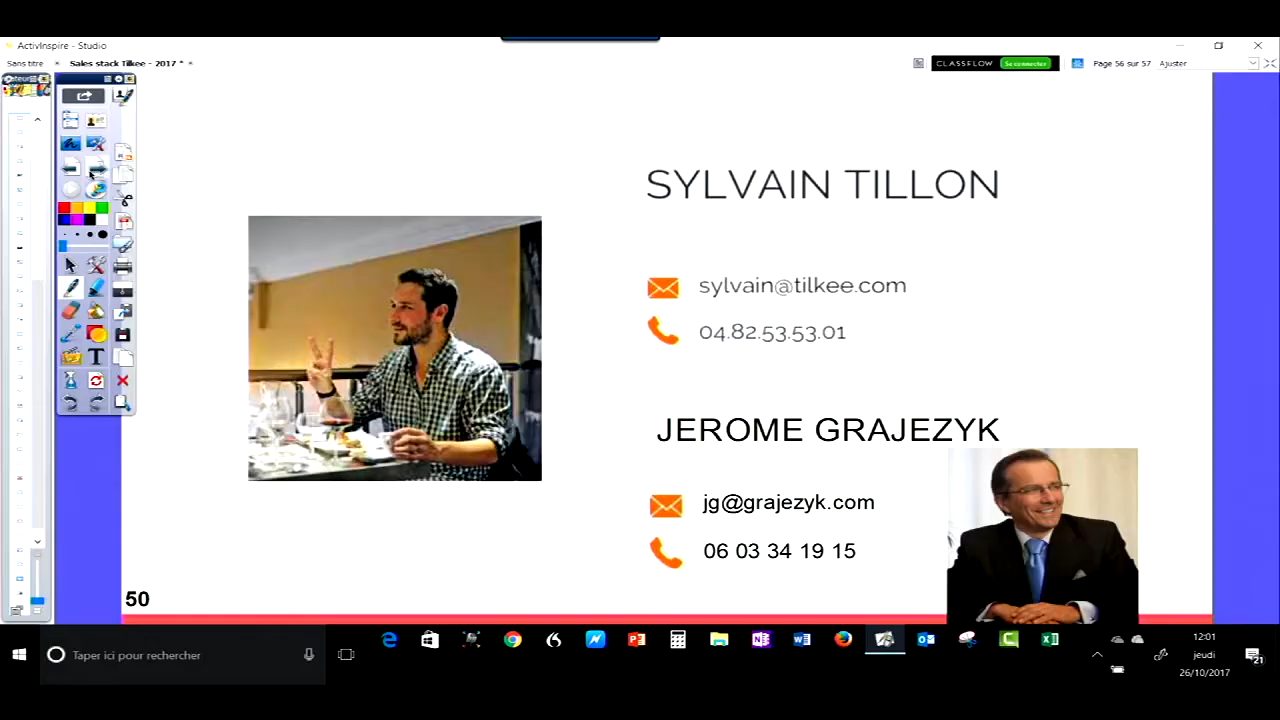 ActivInspire - Studio
Sans titre
Sales stack Tilkee - 2017 *
CLASSFLOW
Se connecter
Page 56 sur 57
Ajuster
SYLVAIN TILLON
sylvain@tilkee.com
04.82.53.53.01
JEROME GRAJEZYK
jg@grajezyk.com
06 03 34 19 15
50
Taper ici pour rechercher
12:01
jeudi
26/10/2017
21